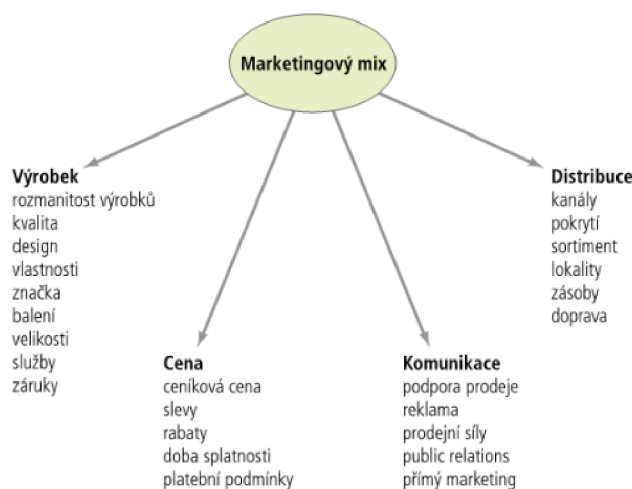 Marketingový mix
Výrobek
rozmanitost výrobků
kvalita
design
vlastnosti
značka
balení
velikosti
služby
záruky
Cena
ceníková cena
slevy
rabaty
doba splatnosti
platební podmínky
Komunikace
podpora prodeje
reklama
prodejní síly
public relations
přímý marketing
Distribuce
kanály
pokrytí
sortiment
lokality
zásoby
doprava